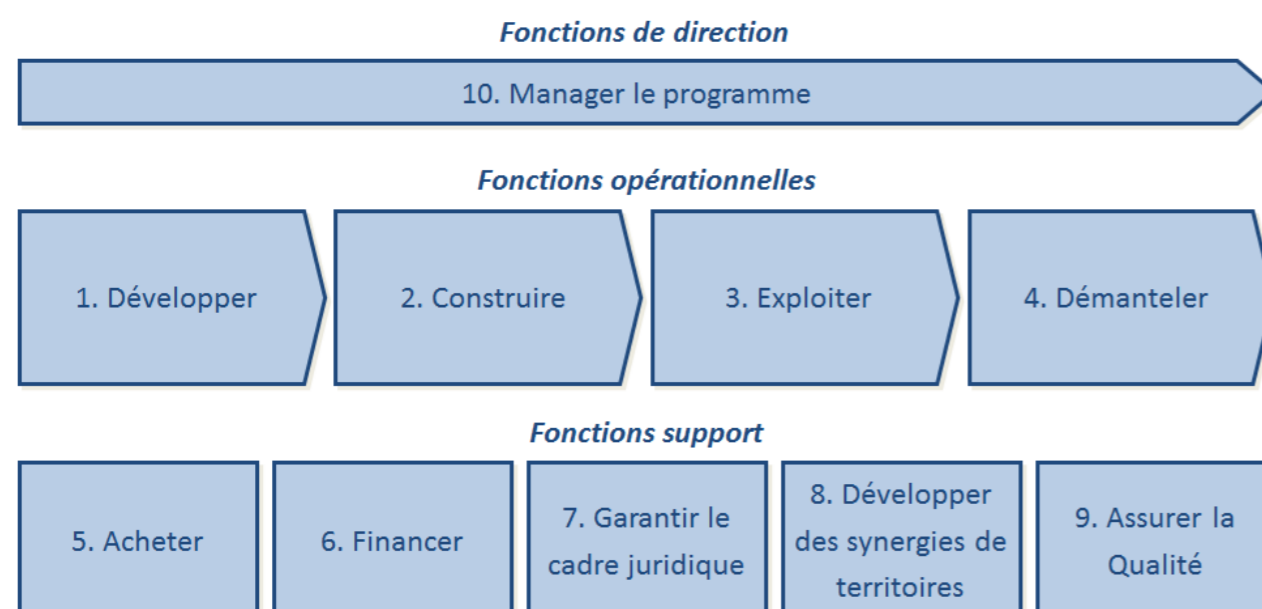 Fonctions de direction
10. Manager le programme
Fonctions opérationnelles
1. Développer
2. Construire
3. Exploiter
4. Démanteler
Fonctions support
5. Acheter
6. Financer
7. Garantir le
cadre juridique
8. Développer
des synergies de
territoires
9. Assurer la
Qualité